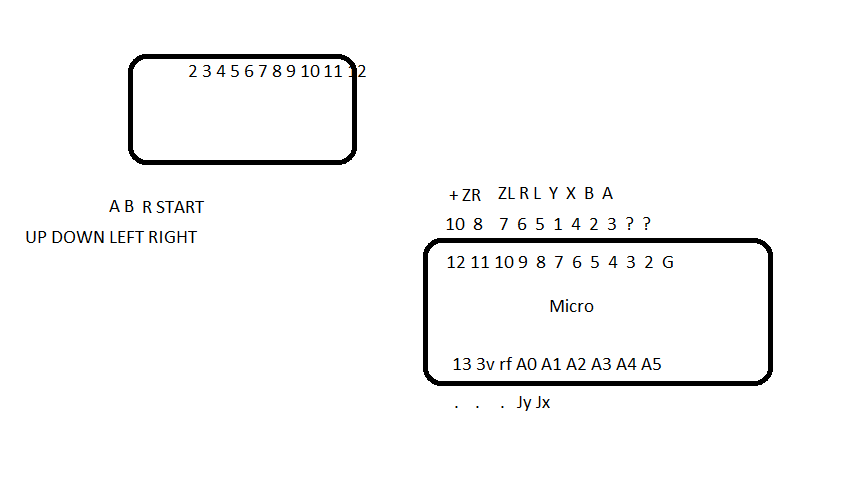 2 3 4 5 6 7 8 9 10 11 12
A B R START
UP DOWN LEFT RIGHT
+ ZR ZL R L Y X B A
10 8 7 6 5 1 4 2 3 ? ?
12 11 10 9 8 7 6 5 4 3 2 G
Micro
13 3v rf A0 A1 A2 A3 A4 A5
. . . Jy Jx